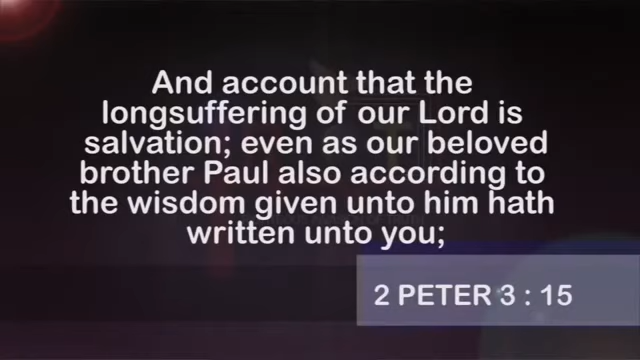 And account that the
longsuffering of our Lord is
salvation; even as our beloved
brother Paul also according to
the wisdom given unto him hath
written unto you;
2 PETER 3 : 15